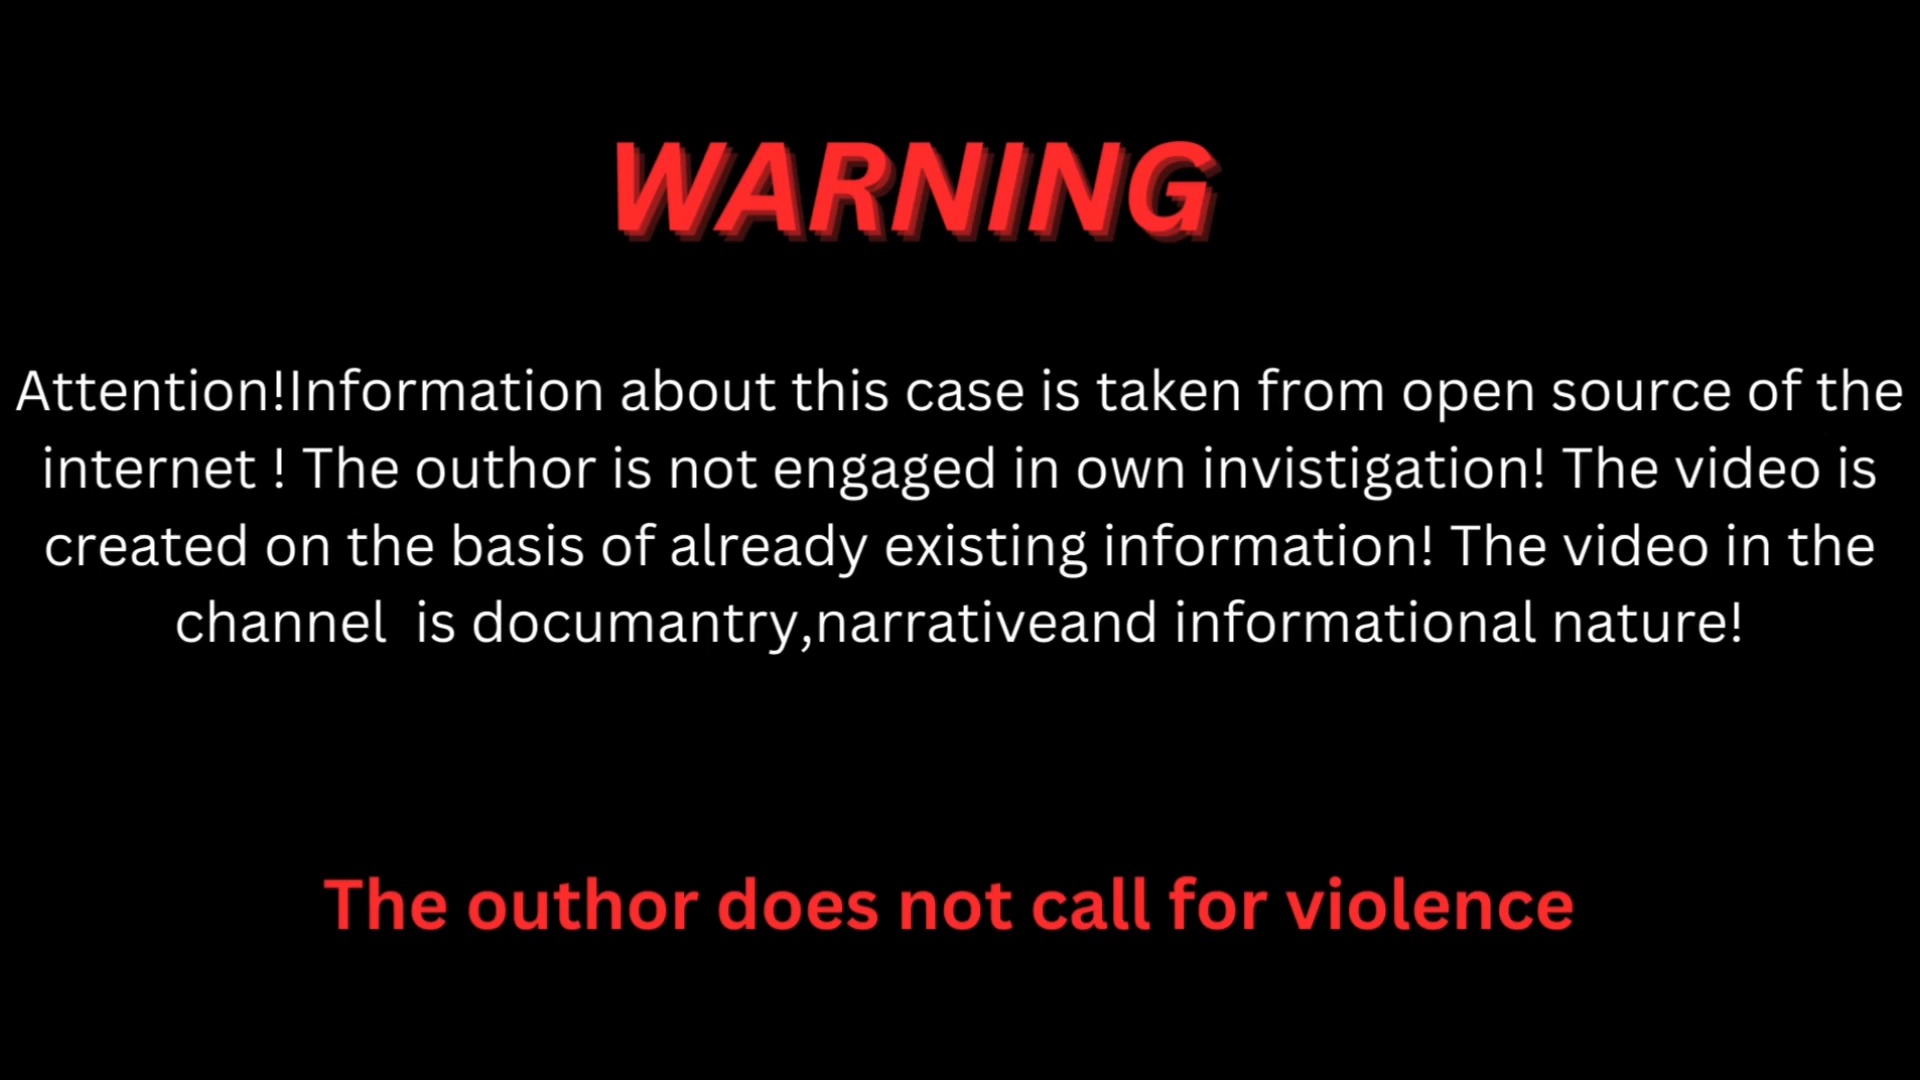 WARNING
Attention!Information about this case is taken from open source of the
internet ! The outhor is not engaged in own invistigation! The video is
created on the basis of already existing information! The video in the
channel  is documantry,narrativeand informational nature!
The outhor does not call for violence